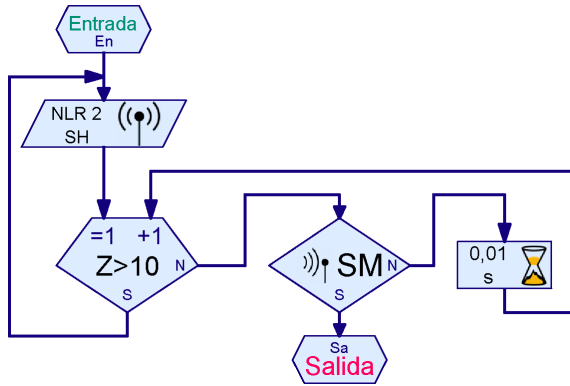 Entrada
En
NLR 2
SH
=1 +1
Z>10
N
S
SM
N
S
0,01
s
Sa
Salida